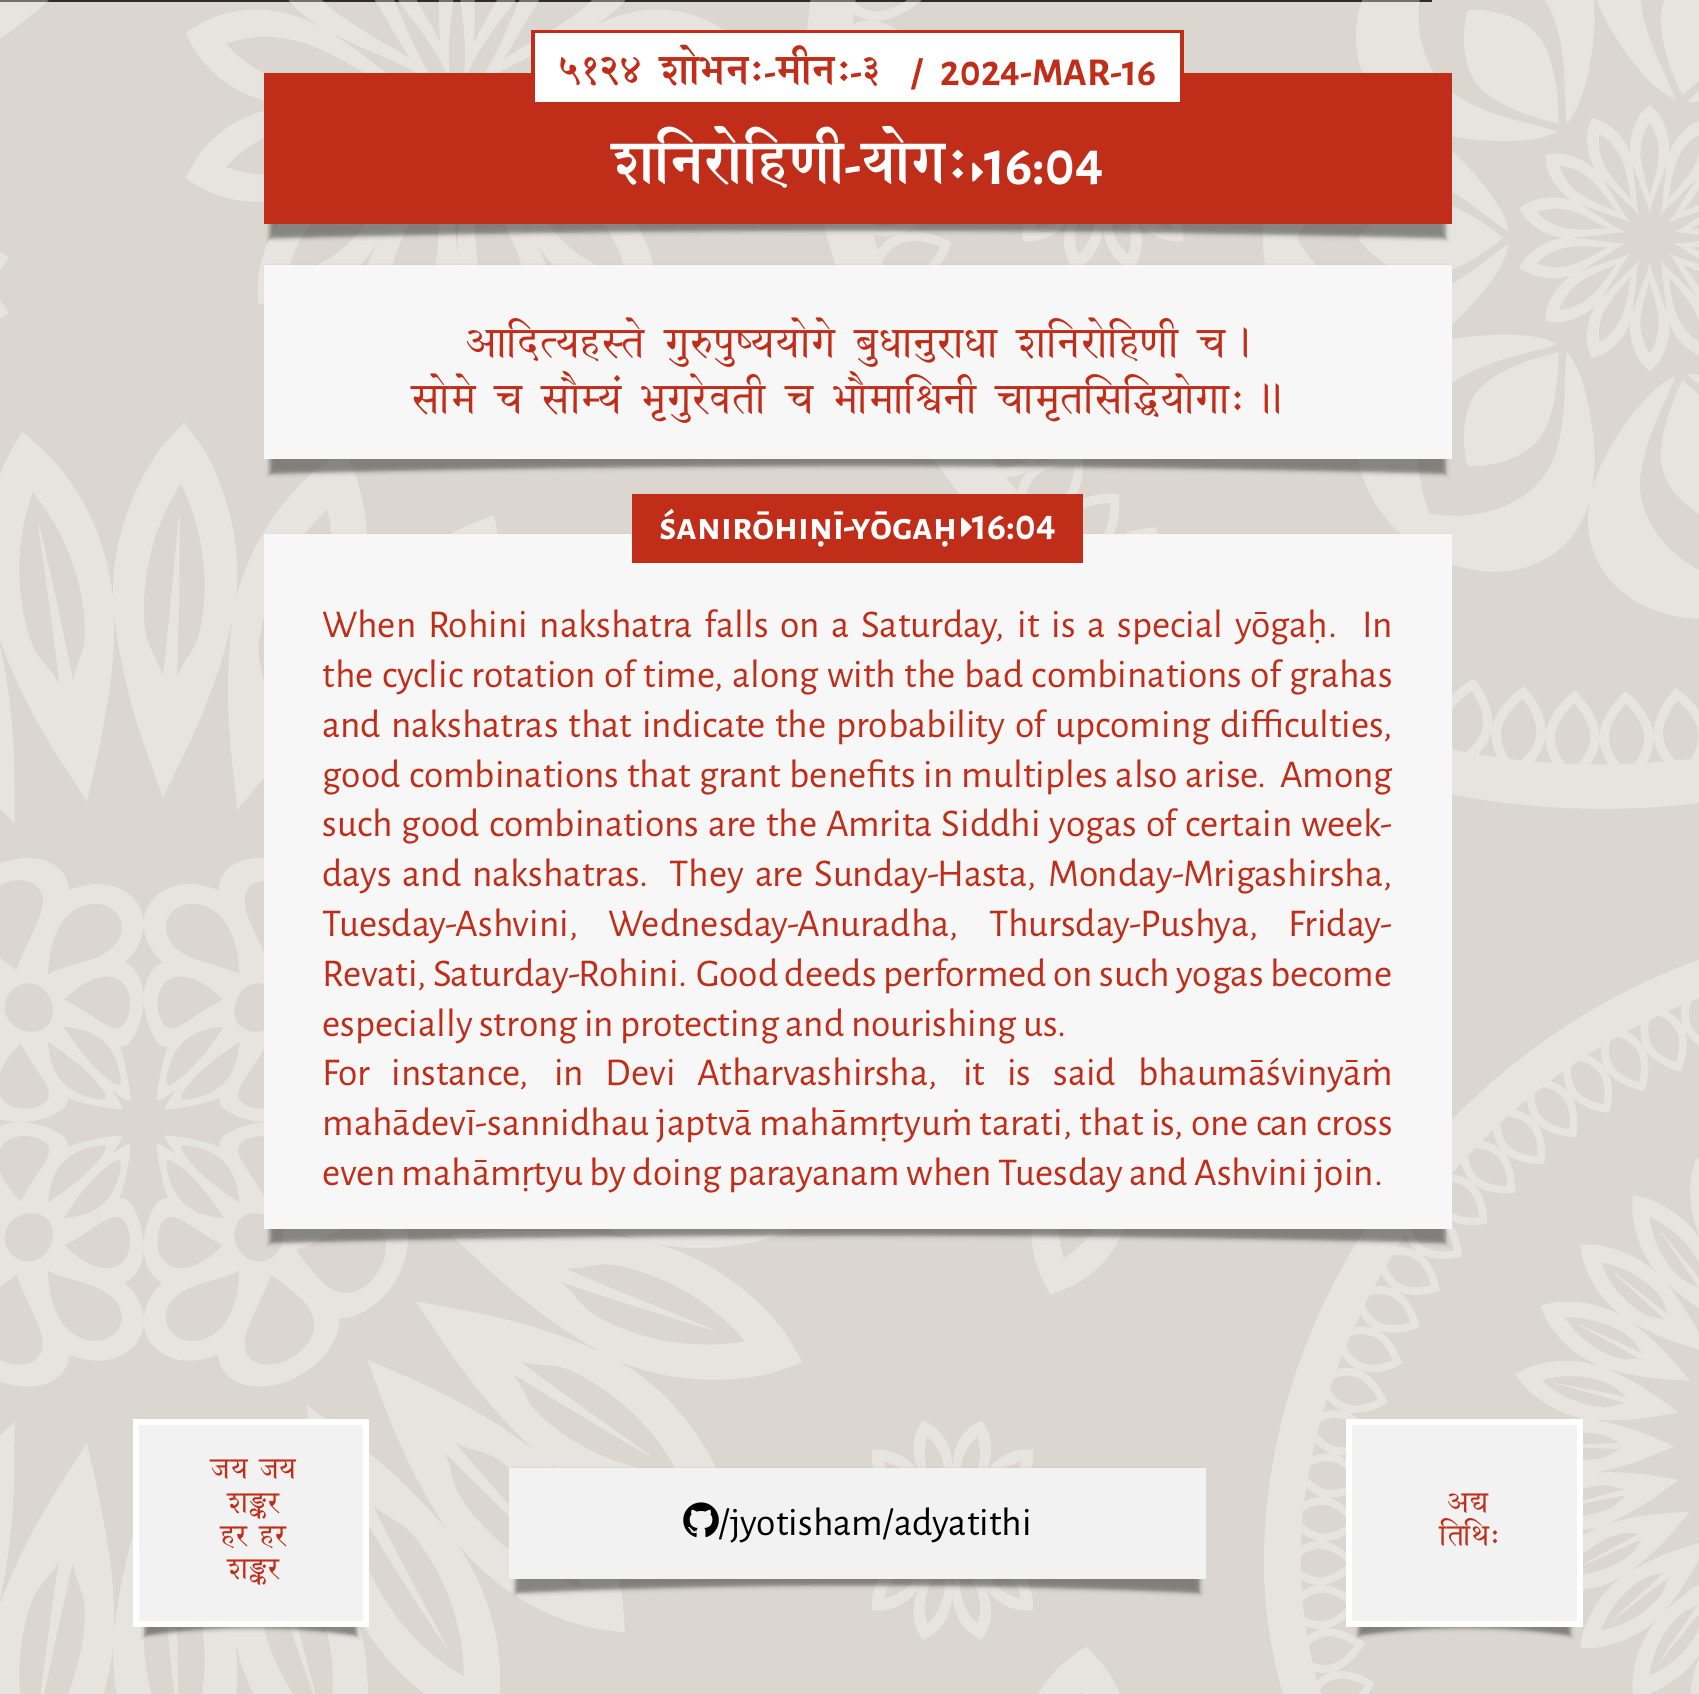 ५१२४ शोभनः-मीनः-३ / 2024-MAR-16
शनिरोहिणी-योगः▸16:04
आदित्यहस्ते गुरुपुष्ययोगे बुधानुराधा शनिरोहिणी च।
सोमे च सौम्यं भृगुरेवती च भौमाश्विनी चामृतसिद्धियोगाः॥
ŚANIRŌHIṆĪ-YŌGAḤ▸16:04
When Rohini nakshatra falls on a Saturday, it is a special yōgaḥ. In
the cyclic rotation of time, along with the bad combinations of grahas
and nakshatras that indicate the probability of upcoming difficulties,
good combinations that grant benefits in multiples also arise. Among
such good combinations are the Amrita Siddhi yogas of certain week-
days and nakshatras. They are Sunday-Hasta, Monday-Mrigashirsha,
Tuesday-Ashvini, Wednesday-Anuradha, Thursday-Pushya, Friday-
Revati, Saturday-Rohini. Good deeds performed on such yogas become
especially strong in protecting and nourishing us.
For instance, in Devi Atharvashirsha, it is said bhaumāśvinyāṁ
mahādevī-sannidhau japtvā mahāmṛtyuṁ tarati, that is, one can cross
even mahāmṛtyu by doing parayanam when Tuesday and Ashvini join.
जय जय
शङ्कर
हर हर
शङ्कर
/jyotisham/adyatithi
अद्य
तिथिः